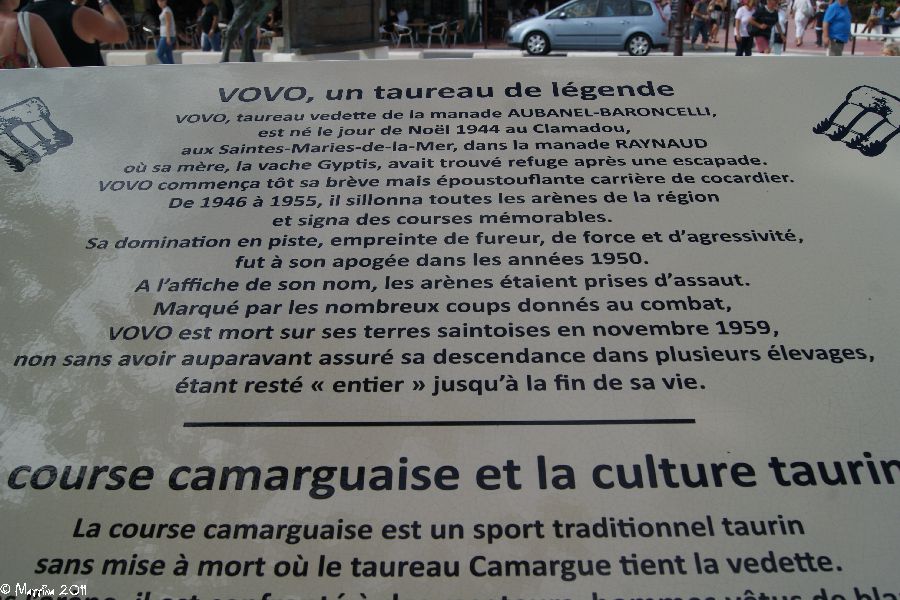 VOVO, un taureau de légende
VOVO, taureau vedette de la manade AUBANEL-BARONCELLI,
est né le jour de Noël 1944 au Clamadou,
aux Saintes-Maries-de-la-Mer, dans la manade RAYNAUD
où sa mère, la vache Gyptis, avait trouvé refuge après une escapade.
VOVO commença tôt sa brève mais époustouflante carrière de cocardier.
De 1946 à 1955, il sillonna toutes les arènes de la région
et signa des courses mémorables.
Sa domination en piste, empreinte de fureur, de force et d'agressivité,
fut à son apogée dans les années 1950.
A l'affiche de son nom, les arènes étaient prises d'assaut.
Marqué par les nombreux coups donnés au combat,
VOVO est mort sur ses terres saintoises en novembre 1959,
non sans avoir auparavant assuré sa descendance dans plusieurs élevages,
étant resté « entier » jusqu'à la fin de sa vie.
course camarguaise et la culture taurin
La course camarguaise est un sport traditionnel taurin
sans mise à mort où le taureau Camargue tient la vedette.
hommes vêtus de
© Marrina 2011